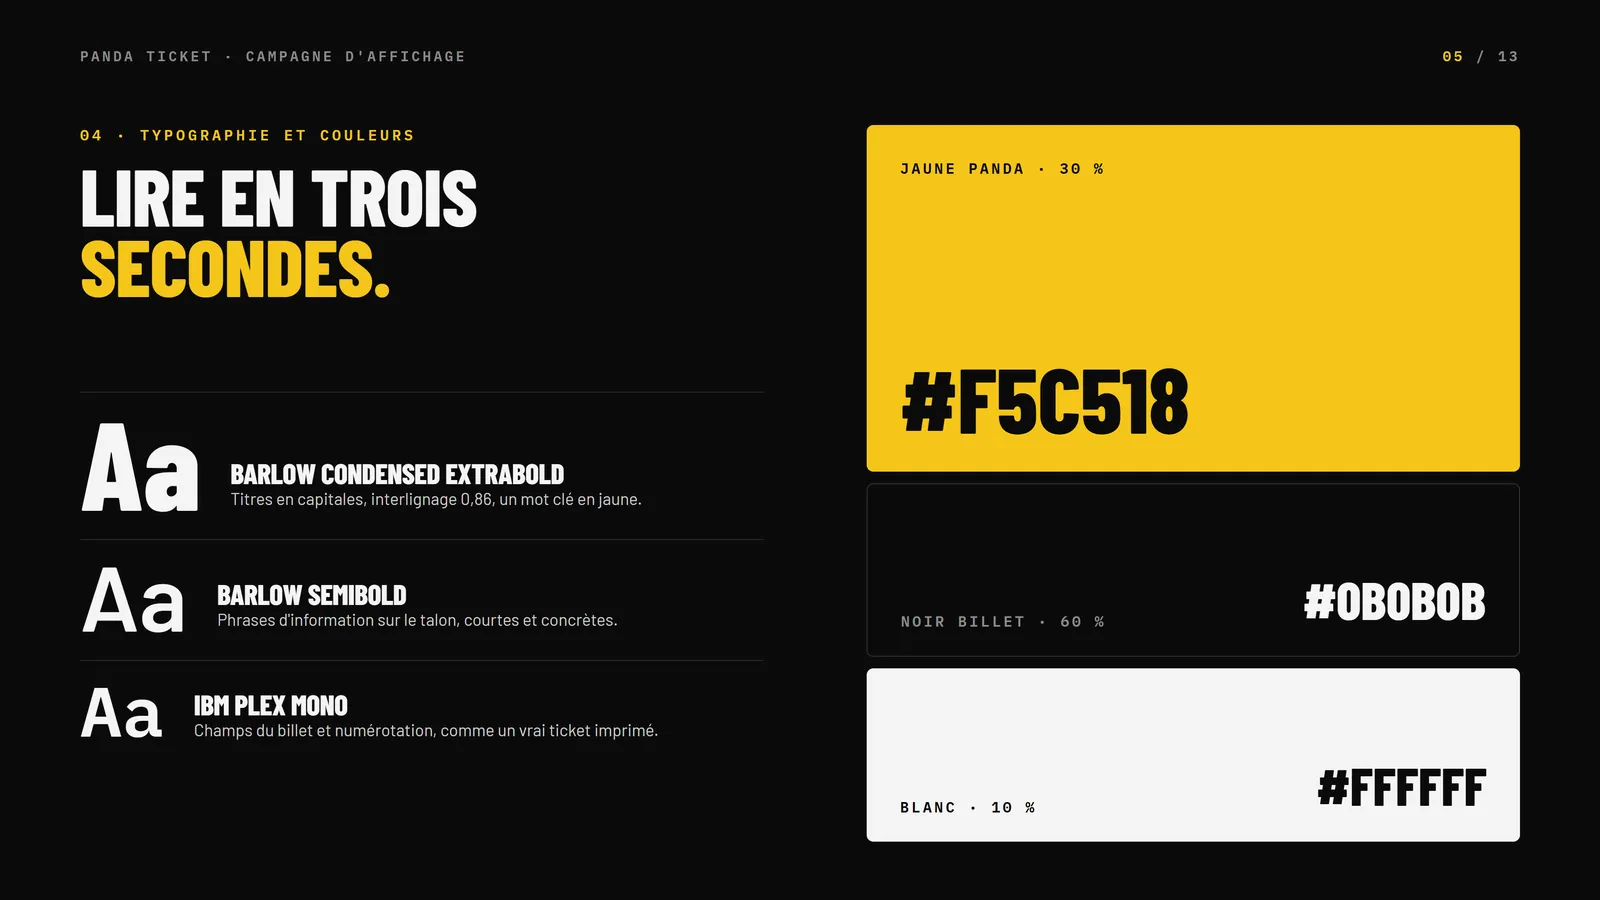 PANDA TICKET · CAMPAGNE D'AFFICHAGE
05 / 13
04 · TYPOGRAPHIE ET COULEURS
LIRE EN TROIS
SECONDES.
Aa
BARLOW CONDENSED EXTRABOLD
Titres en capitales, interlignage 0,86, un mot clé en jaune.
Aa
BARLOW SEMIBOLD
Phrases d'information sur le talon, courtes et concrètes.
Aa
IBM PLEX MONO
Champs du billet et numérotation, comme un vrai ticket imprimé.
JAUNE PANDA · 30 %
#F5C518
NOIR BILLET · 60 %
#0B0B0B
BLANC · 10 %
#FFFFFF